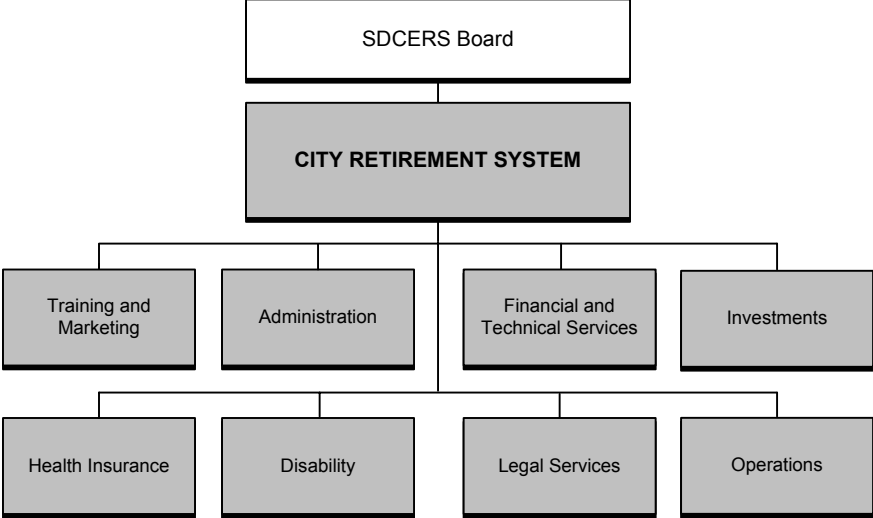 SDCERS Board
CITY RETIREMENT SYSTEM
Training and
Marketing
Administration
Financial and
Technical Services
Investments
Health Insurance
Disability
Legal Services
Operations